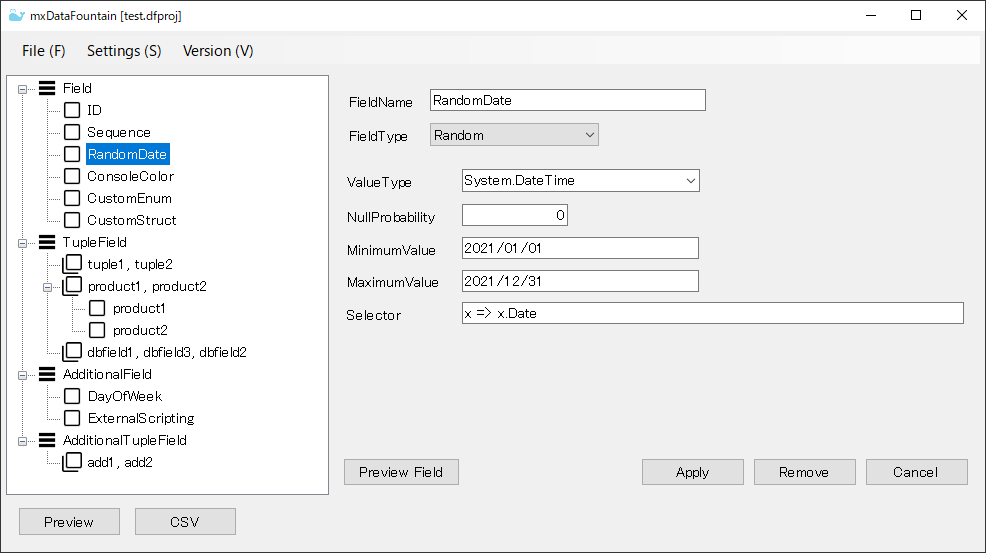 mxDataFountain [test.dfproj]
File (F) Settings (S) Version (V)
Field
ID
Sequence
RandomDate
ConsoleColor
CustomEnum
CustomStruct
TupleField
tuple1, tuple2
product1, product2
product1
product2
dbfield1, dbfield3, dbfield2
AdditionalField
DayOfWeek
ExternalScripting
AdditionalTupleField
add1, add2
FieldName RandomDate
FieldType Random
ValueType System.DateTime
NullProbability 0
MinimumValue 2021/01/01
MaximumValue 2021/12/31
Selector x => x.Date
Preview Field Apply Remove Cancel
Preview CSV